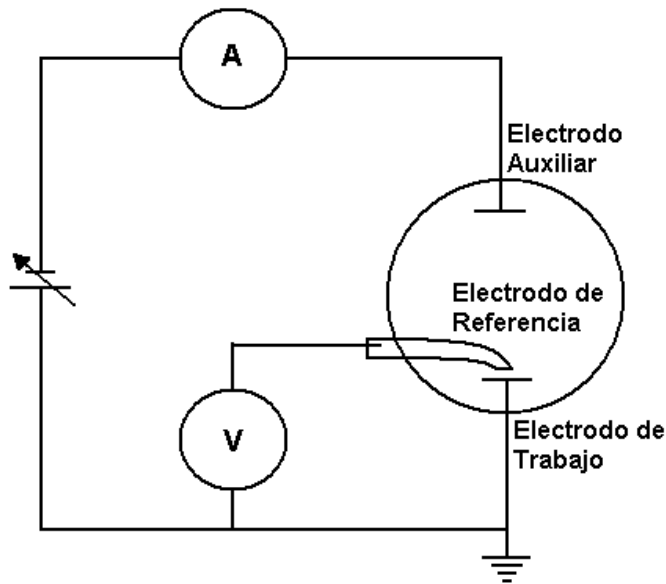 A
Electrodo
Auxiliar
Electrodo de
Referencia
V
Electrodo de
Trabajo